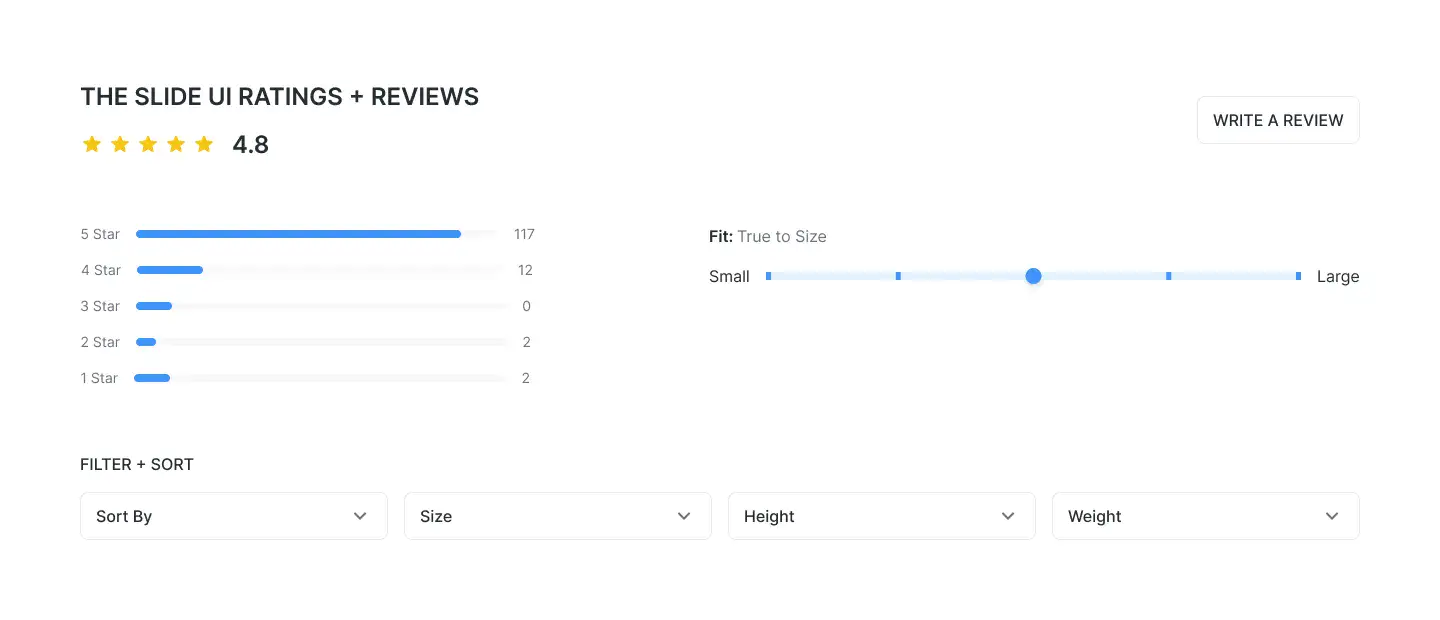 THE SLIDE UI RATINGS + REVIEWS
4.8
WRITE A REVIEW
5 Star 117
4 Star 12
3 Star 0
2 Star 2
1 Star 2
Fit: True to Size
Small Large
FILTER + SORT
Sort By Size Height Weight